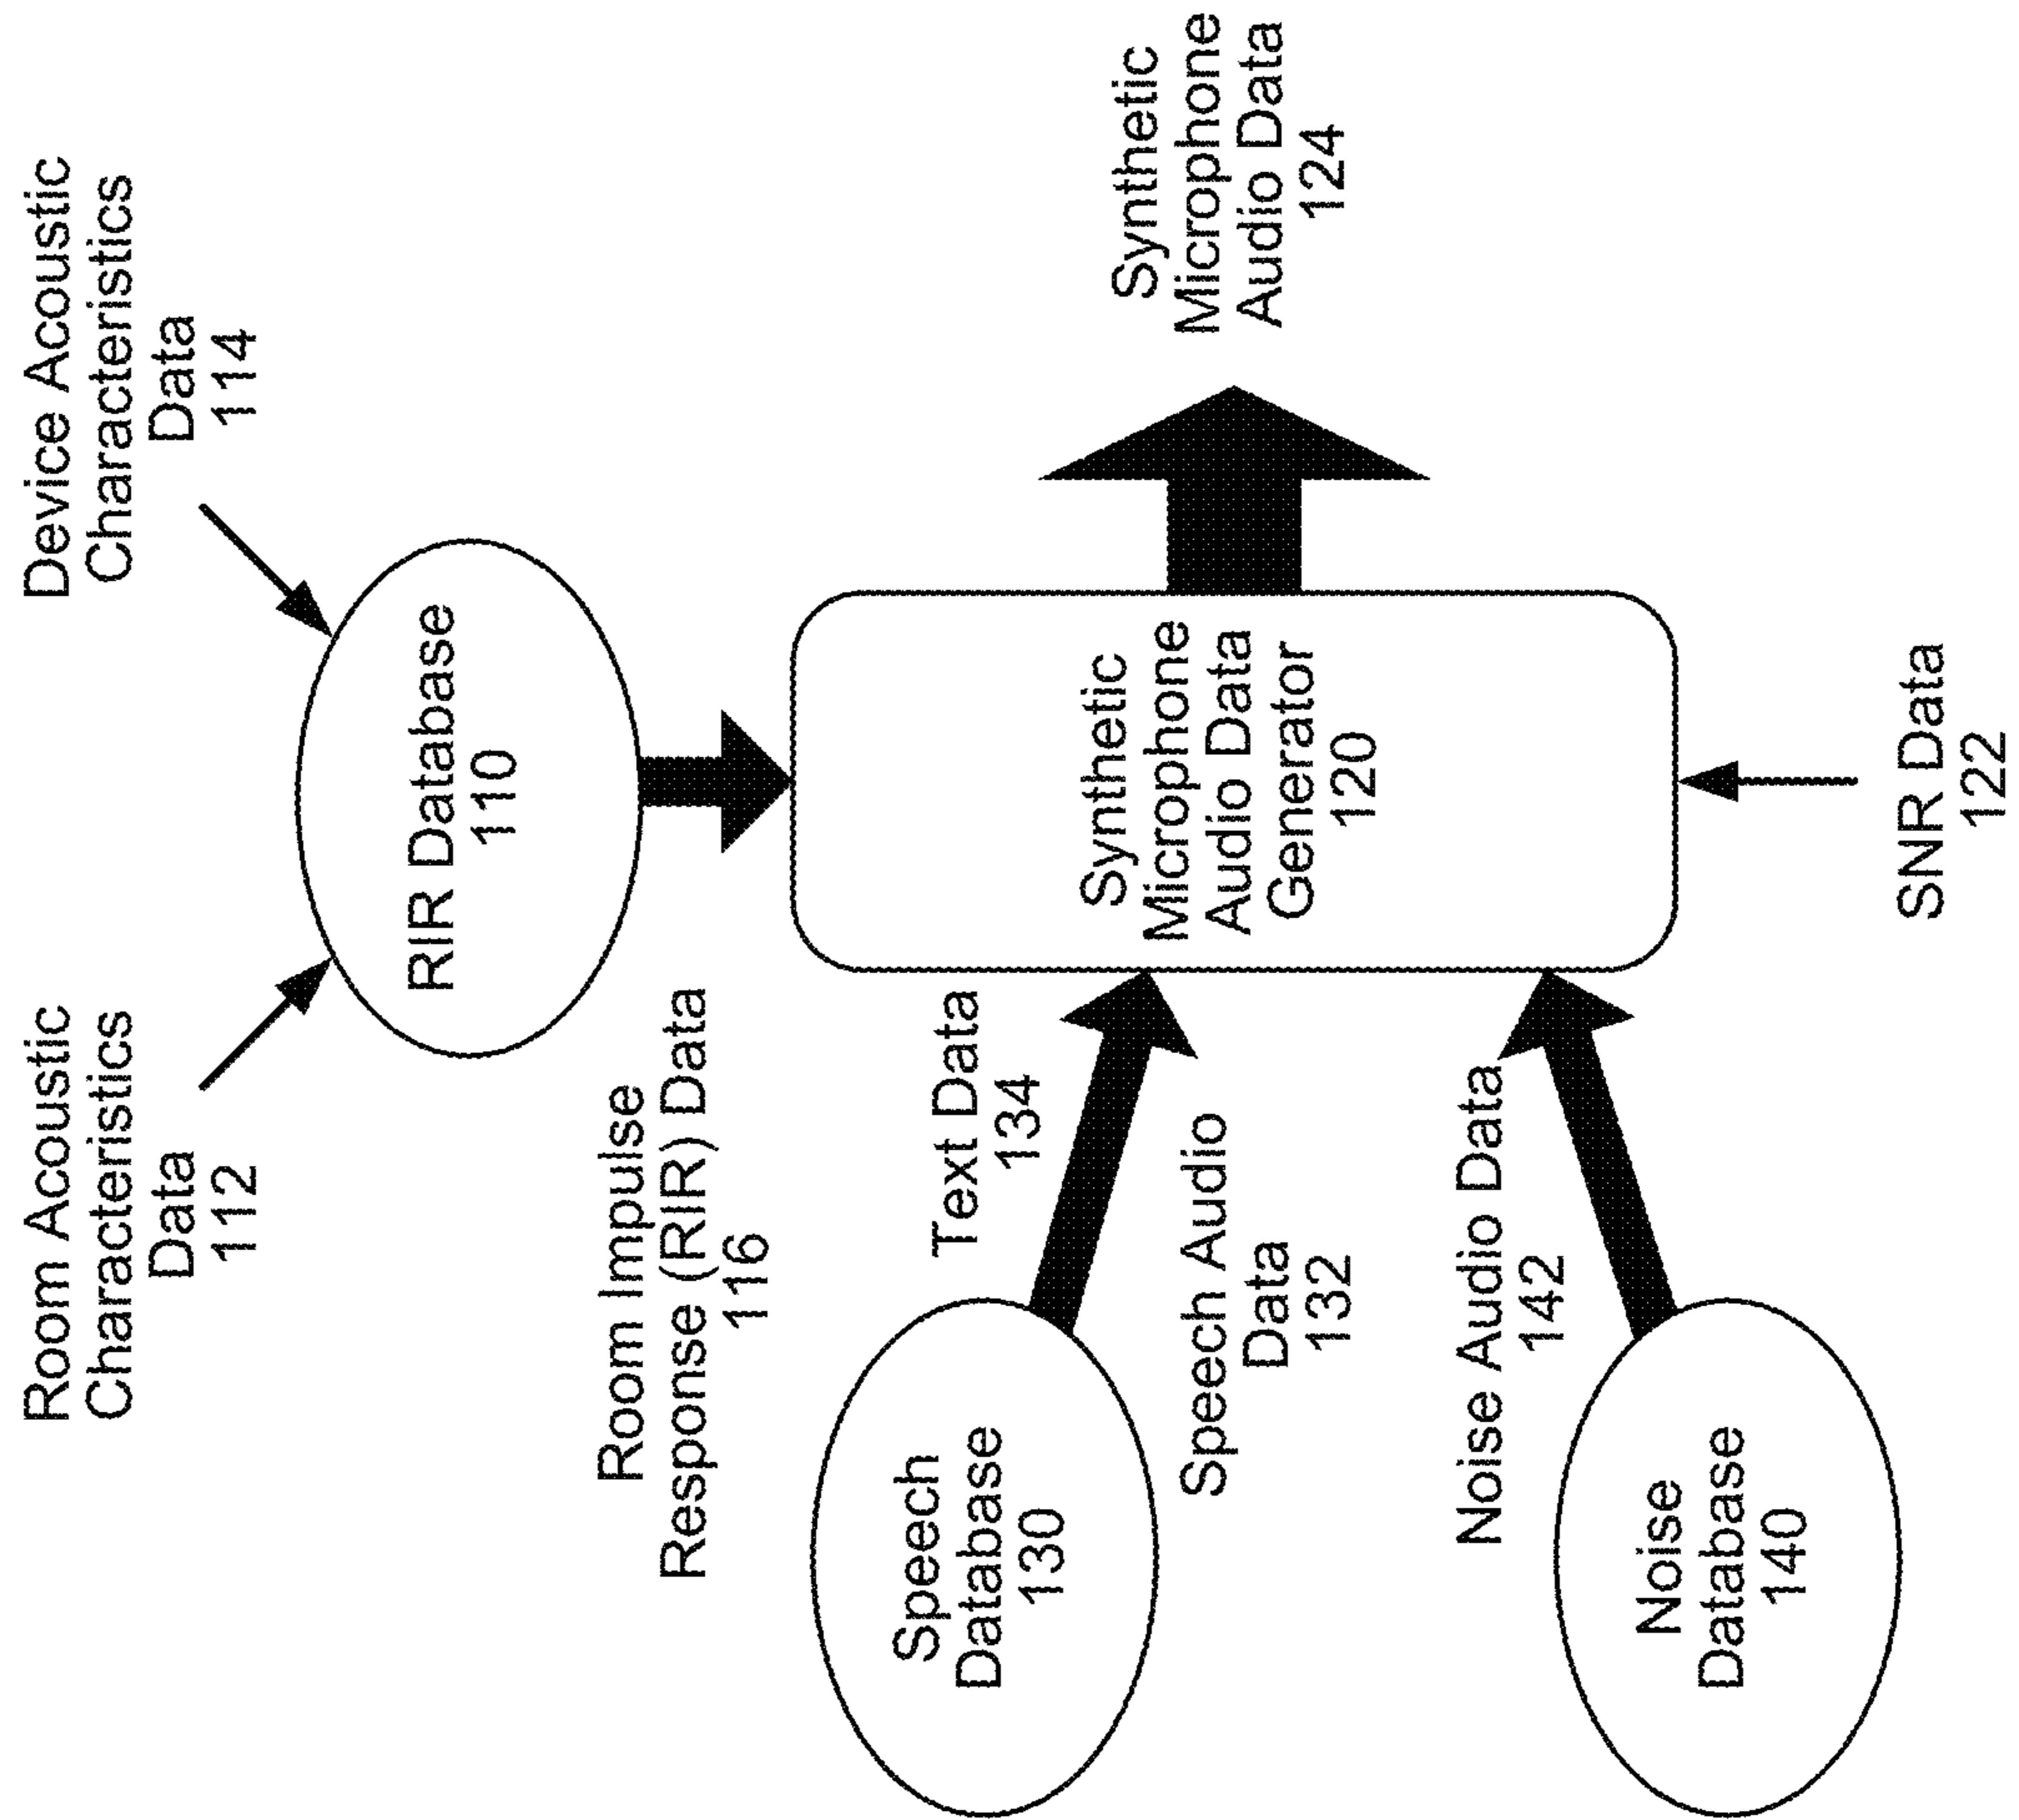 Room Acoustic
Characteristics
Data
112
Device Acoustic
Characteristics
Data
114
RIR Database
110
Room Impulse
Response (RIR) Data
116
Speech
Database
130
Text Data
134
Speech Audio
Data
132
Synthetic
Microphone
Audio Data
Generator
120
Synthetic
Microphone
Audio Data
124
Noise Audio Data
142
Noise
Database
140
SNR Data
122